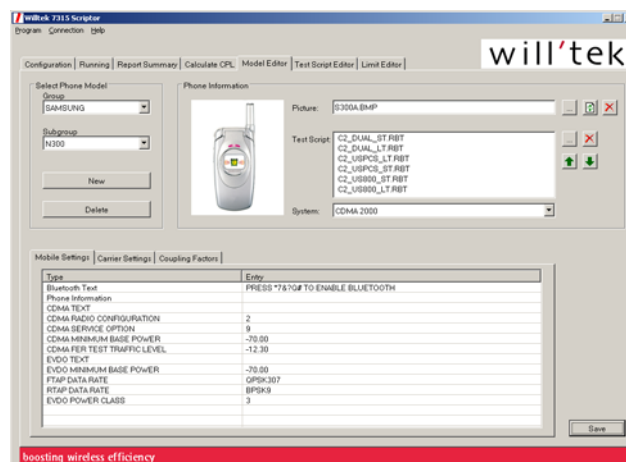 Willtek 7315 Scriptor
Program Connection Help
will'tek
Configuration Running Report Summary Calculate CPL Model Editor Test Script Editor Limit Editor
Select Phone Model
Group
SAMSUNG
Subgroup
N300
New
Delete
Phone Information
Picture: S300A.BMP ...
Test Script: C2_DUAL_ST.RBT ...
C2_DUAL_LT.RBT
C2_USPCS_LT.RBT
C2_USPCS_ST.RBT
C2_US800_ST.RBT
C2_US800_LT.RBT
System: CDMA 2000
Mobile Settings Carrier Settings Coupling Factors
Type Entry
Bluetooth Text PRESS *7&?Q# TO ENABLE BLUETOOTH
Phone Information
CDMA TEXT
CDMA RADIO CONFIGURATION 2
CDMA SERVICE OPTION 9
CDMA MINIMUM BASE POWER -70.00
CDMA FER TEST TRAFFIC LEVEL -12.30
EVDO TEXT
EVDO MINIMUM BASE POWER -70.00
FTAP DATA RATE QPSK307
RTAP DATA RATE BPSK9
EVDO POWER CLASS 3
Save
boosting wireless efficiency